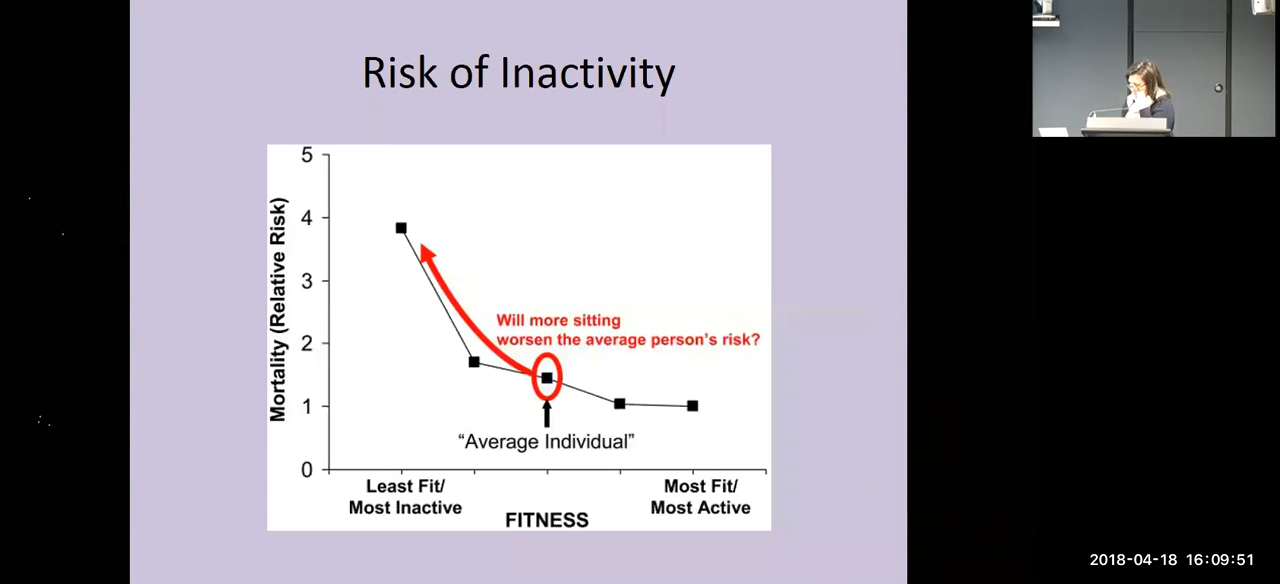 Risk of Inactivity
5
4
3
2
1
0
Mortality (Relative Risk)
Will more sitting
worsen the average person's risk?
“Average Individual”
Least Fit/
Most Inactive
Most Fit/
Most Active
FITNESS
2018-04-18 16:09:51